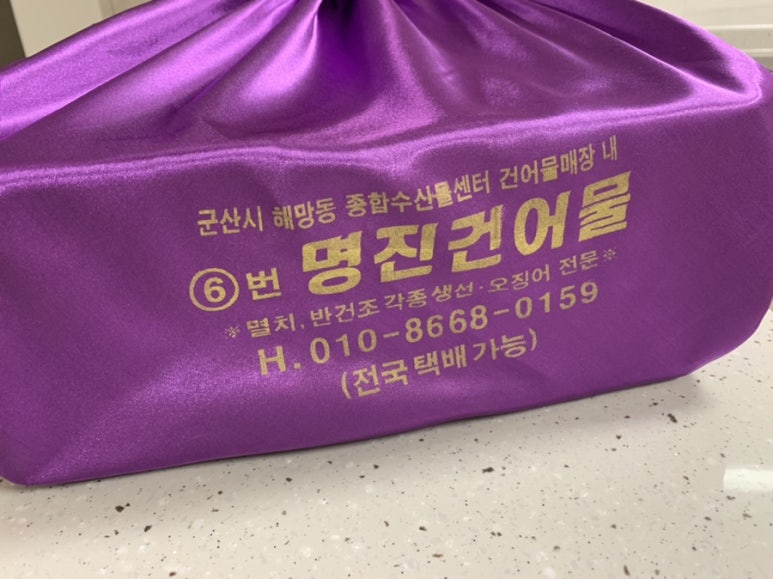 군산시 해망동 종합수산물센터 건어물매장 내
⑥번 명진건어물
※멸치, 반건조 각종생선·오징어 전문※
H. 010-8668-0159
(전국택배가능)